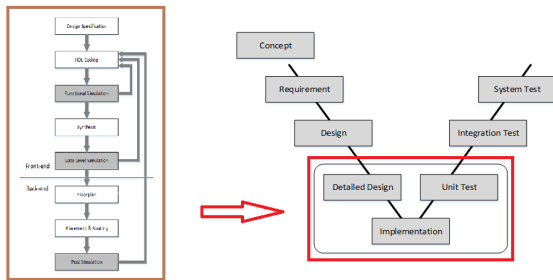 Design Specification
HDL Coding
Functional Simulation
Synthesis
Gate Level Simulation
Front-end
Back-end
Floorplan
Placement & Routing
Post Simulation
Concept
Requirement
System Test
Design
Integration Test
Detailed Design
Unit Test
Implementation